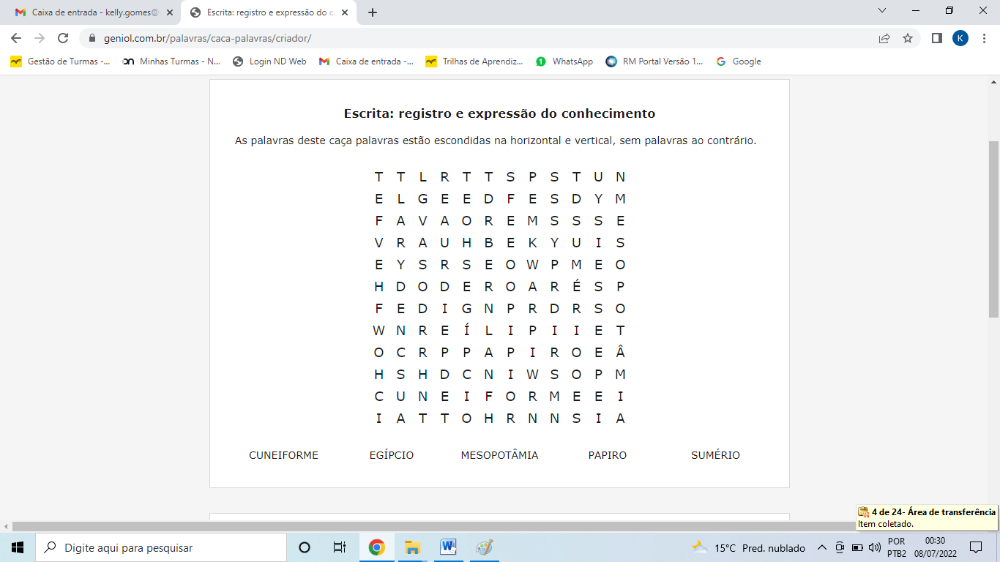 Caixa de entrada - kelly.gomes@
Escrita: registro e expressão do c
geniol.com.br/palavras/caca-palavras/criador/
K
Gestão de Turmas -... Minhas Turmas - N... Login ND Web Caixa de entrada -... Trilhas de Aprendiz... 1 WhatsApp RM Portal Versão 1... Google
Escrita: registro e expressão do conhecimento
As palavras deste caça palavras estão escondidas na horizontal e vertical, sem palavras ao contrário.
T T L R T T S P S T U N
E L G E E D F E S D Y M
F A V A O R E M S S S E
V R A U H B E K Y U I S
E Y S R S E O W P M E O
H D O D E R O A R É S P
F E D I G N P R D R S O
W N R E Í L I P I I E T
O C R P P A P I R O E Â
H S H D C N I W S O P M
C U N E I F O R M E E I
I A T T O H R N N S I A
CUNEIFORME EGÍPCIO MESOPOTÂMIA PAPIRO SUMÉRIO
4 de 24- Área de transferência
Item coletado.
Digite aqui para pesquisar
15°C Pred. nublado
POR
PTB2
00:30
08/07/2022